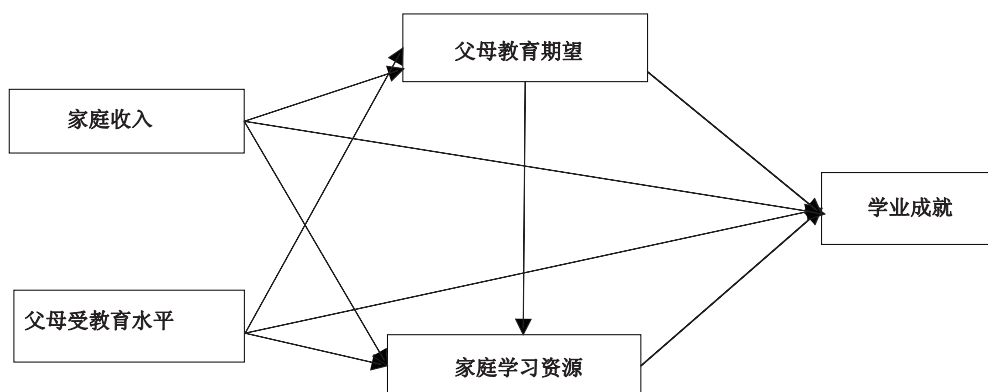 父母教育期望
家庭收入
学业成就
父母受教育水平
家庭学习资源